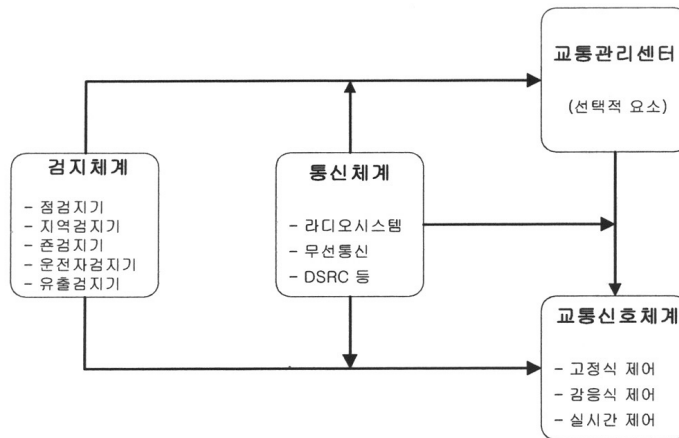 교통관리센터
(선택적 요소)
검지체계
- 점검지기
- 지역검지기
- 죤검지기
- 운전자검지기
- 유출검지기
통신체계
- 라디오시스템
- 무선통신
- DSRC 등
교통신호체계
- 고정식 제어
- 감응식 제어
- 실시간 제어